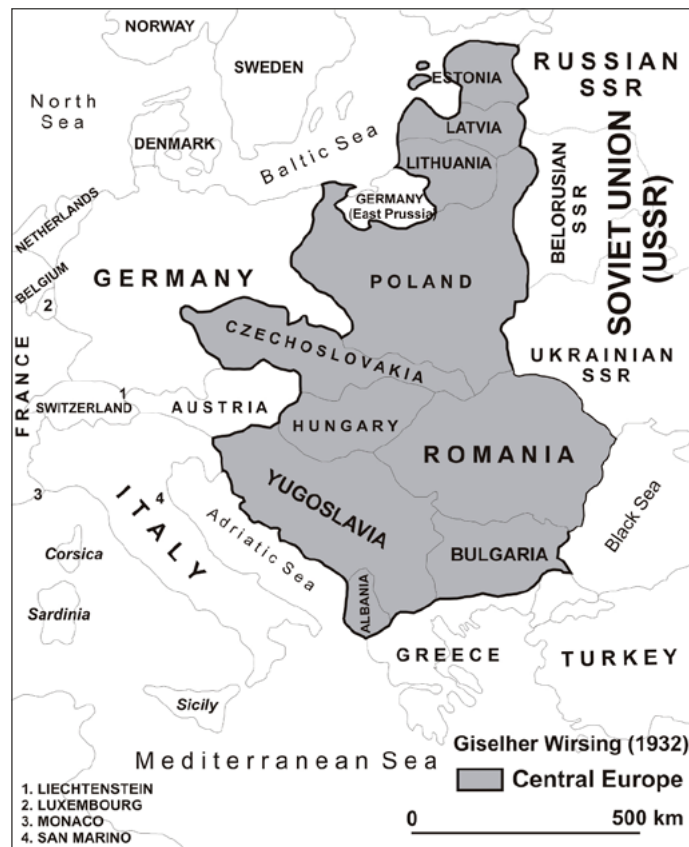 NORWAY
SWEDEN
North
Sea
DENMARK
Baltic Sea
ESTONIA
LATVIA
LITHUANIA
RUSSIAN
SSR
GERMANY
(East Prussia)
BELORUSIAN
SSR
SOVIET UNION
(USSR)
NETHERLANDS
BELGIUM
2
GERMANY
POLAND
CZECHOSLOVAKIA
UKRAINIAN
SSR
FRANCE
1
SWITZERLAND
AUSTRIA
HUNGARY
ROMANIA
3
4
ITALY
YUGOSLAVIA
Adriatic Sea
Black Sea
BULGARIA
Corsica
Sardinia
ALBANIA
GREECE
TURKEY
Sicily
Mediterranean Sea
Giselher Wirsing (1932)
Central Europe
1. LIECHTENSTEIN
2. LUXEMBOURG
3. MONACO
4. SAN MARINO
0
500 km